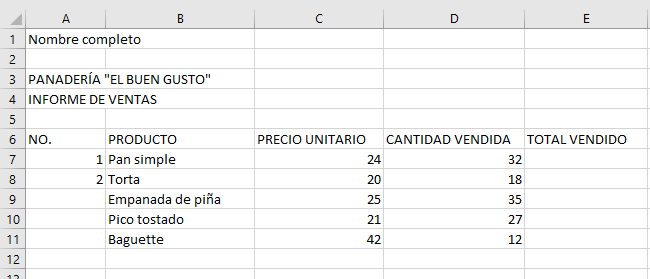 A B C D E
1 Nombre completo
2
3 PANADERÍA "EL BUEN GUSTO"
4 INFORME DE VENTAS
5
6 NO. PRODUCTO PRECIO UNITARIO CANTIDAD VENDIDA TOTAL VENDIDO
7 1 Pan simple 24 32
8 2 Torta 20 18
9 Empanada de piña 25 35
10 Pico tostado 21 27
11 Baguette 42 12
12